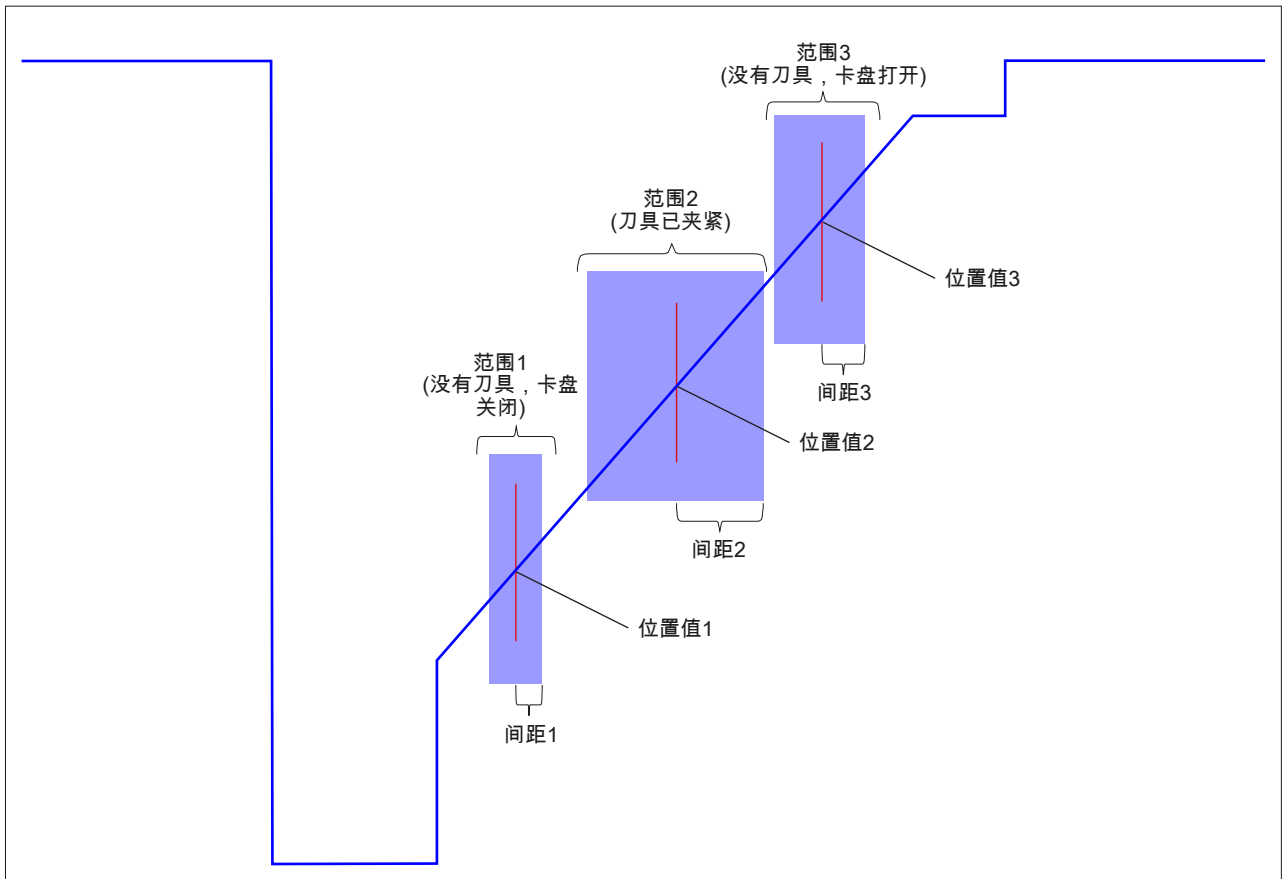 范围3
(没有刀具，卡盘打开)
范围2
(刀具已夹紧)
位置值3
范围1
(没有刀具，卡盘
关闭)
间距3
位置值2
间距2
位置值1
间距1